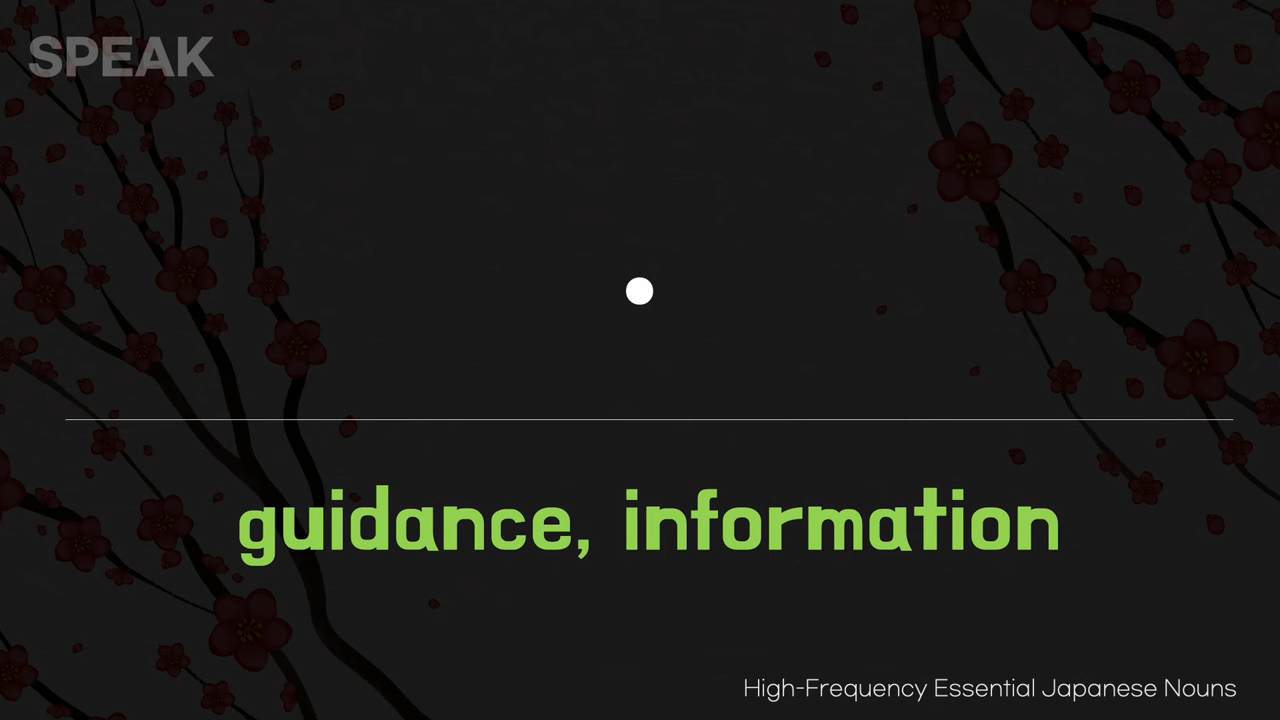 SPEAK
guidance, information
High-Frequency Essential Japanese Nouns